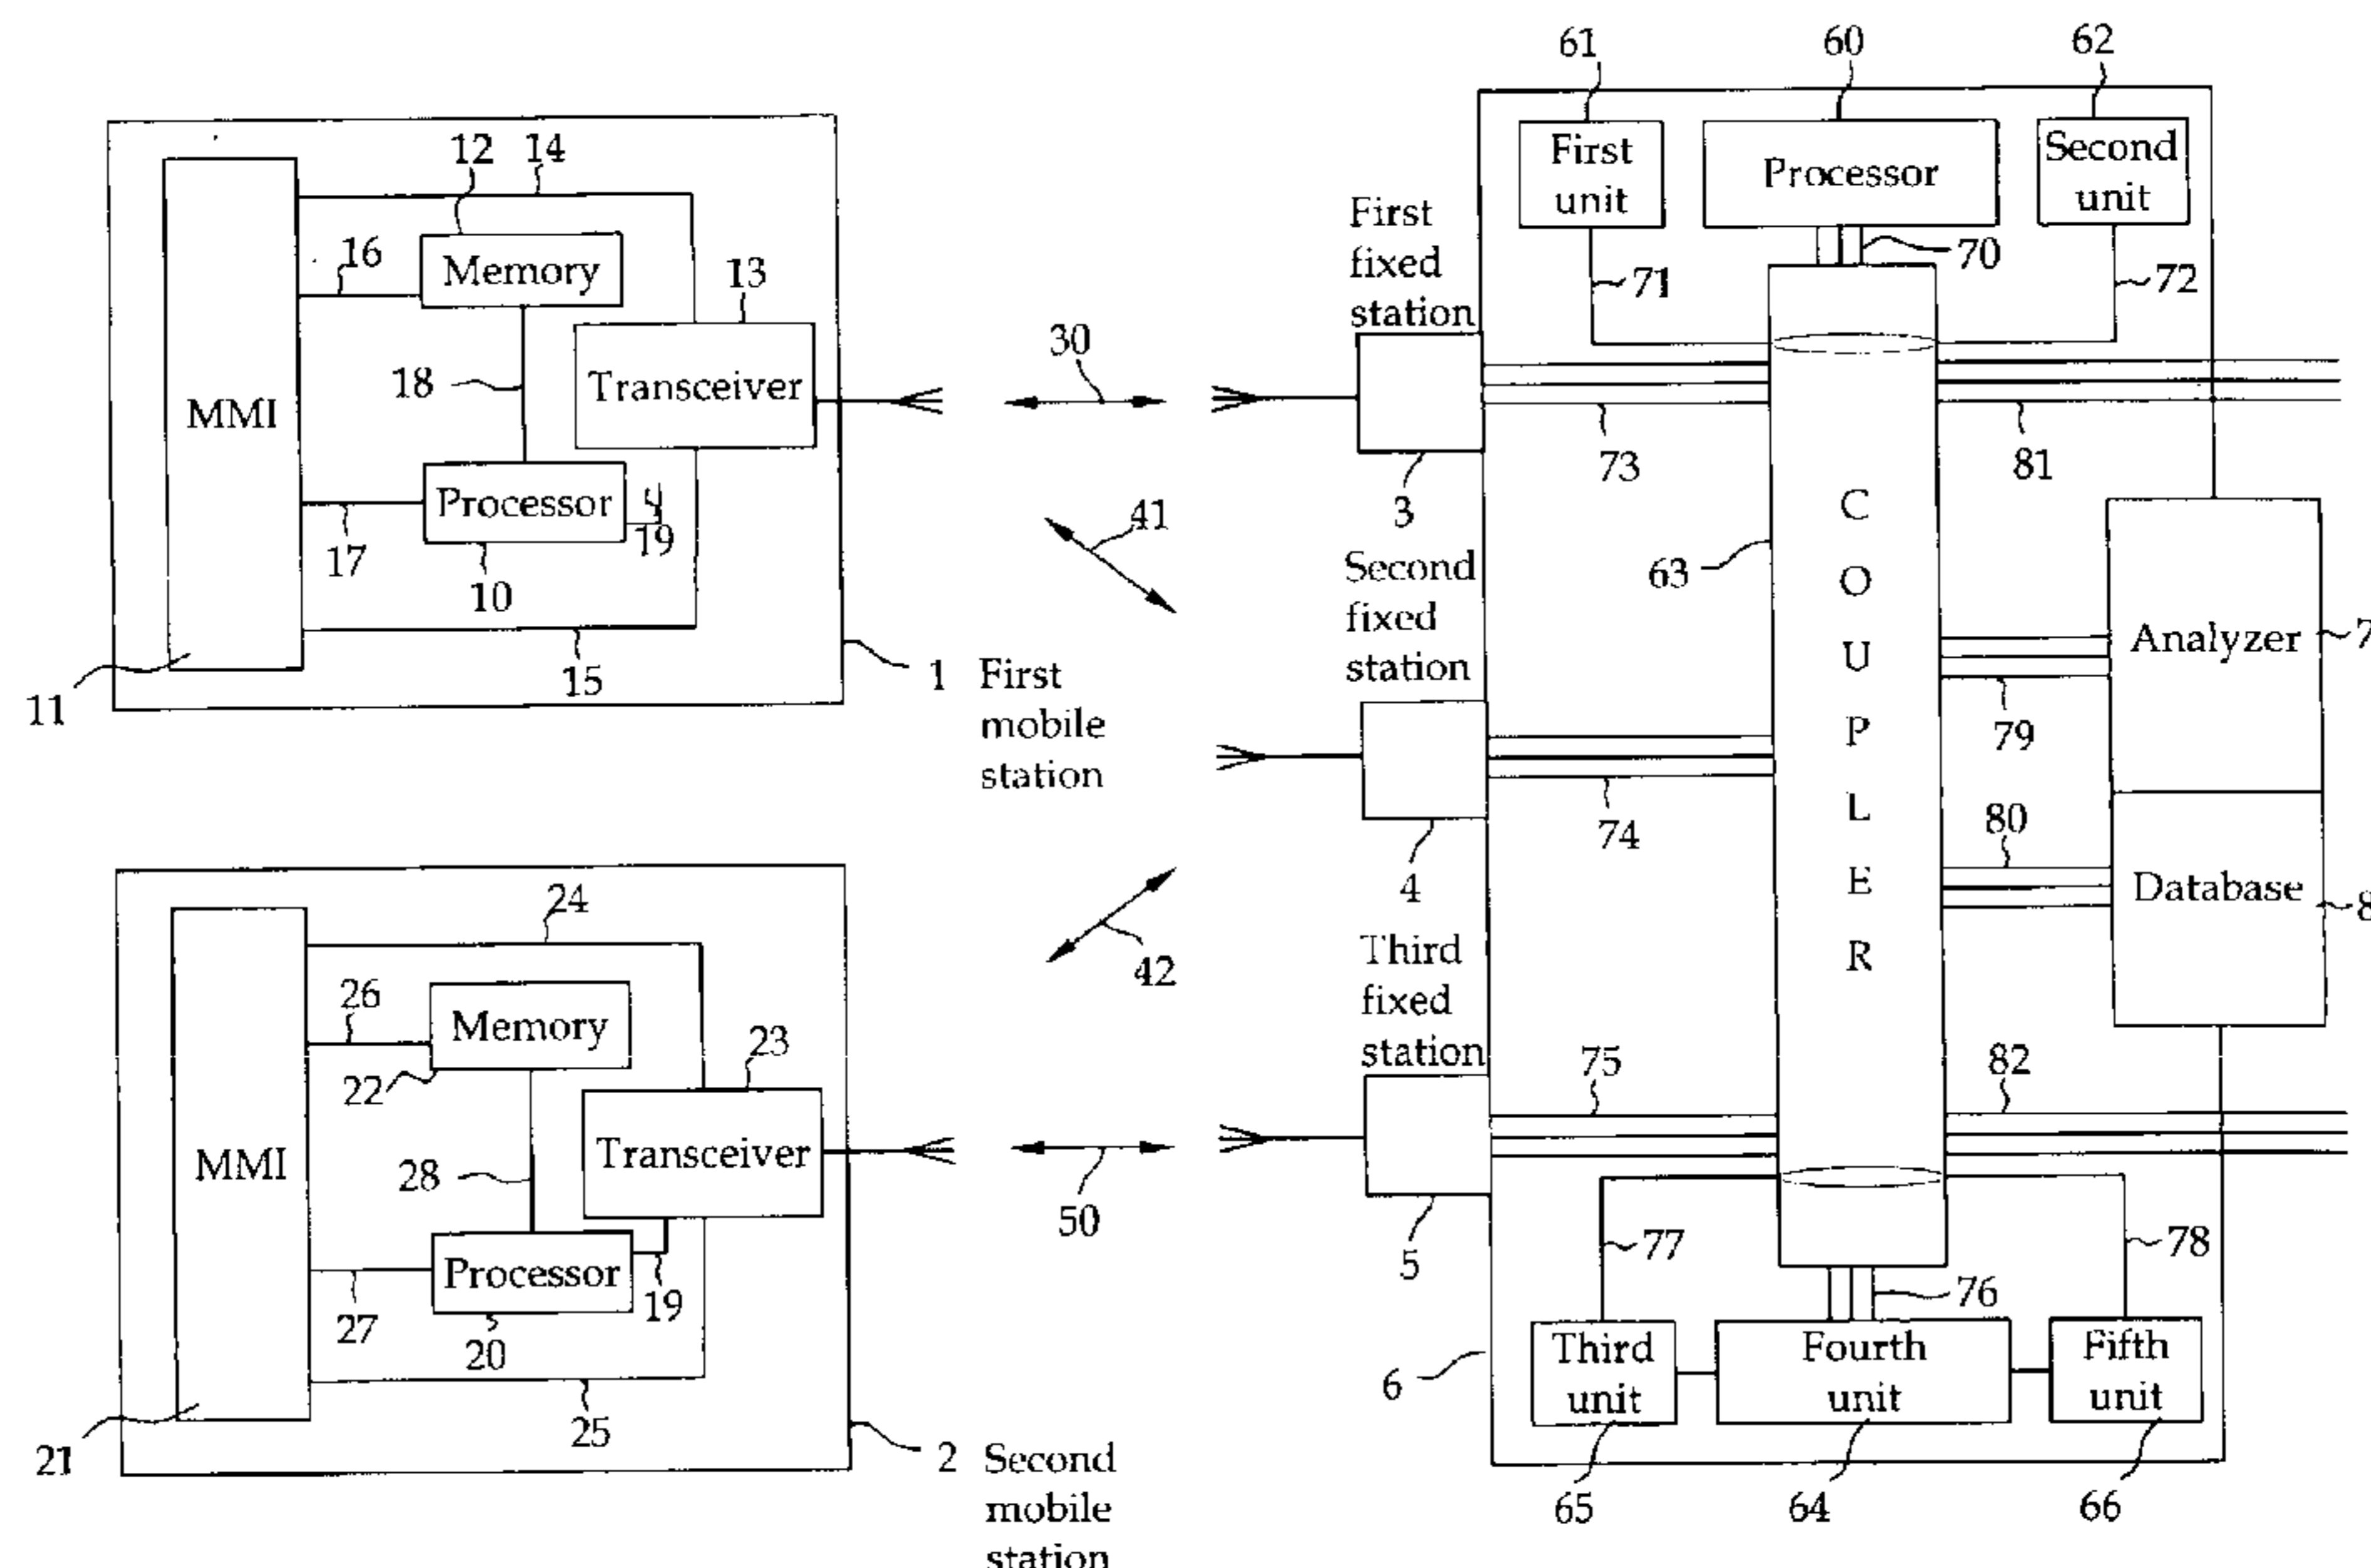 61
60
62
First
unit
Processor
Second
unit
70
71
72
12
14
16
Memory
13
18
Transceiver
MMI
Processor
19
17
10
15
11
1
First
mobile
station
30
41
First
fixed
station
3
73
81
63
C
O
U
P
L
E
R
Second
fixed
station
4
74
Analyzer
7
79
80
Database
8
42
Third
fixed
station
5
75
82
24
26
Memory
22
23
28
Transceiver
MMI
Processor
19
27
20
25
21
2
Second
mobile
station
50
77
76
78
6
Third
unit
Fourth
unit
Fifth
unit
65
64
66